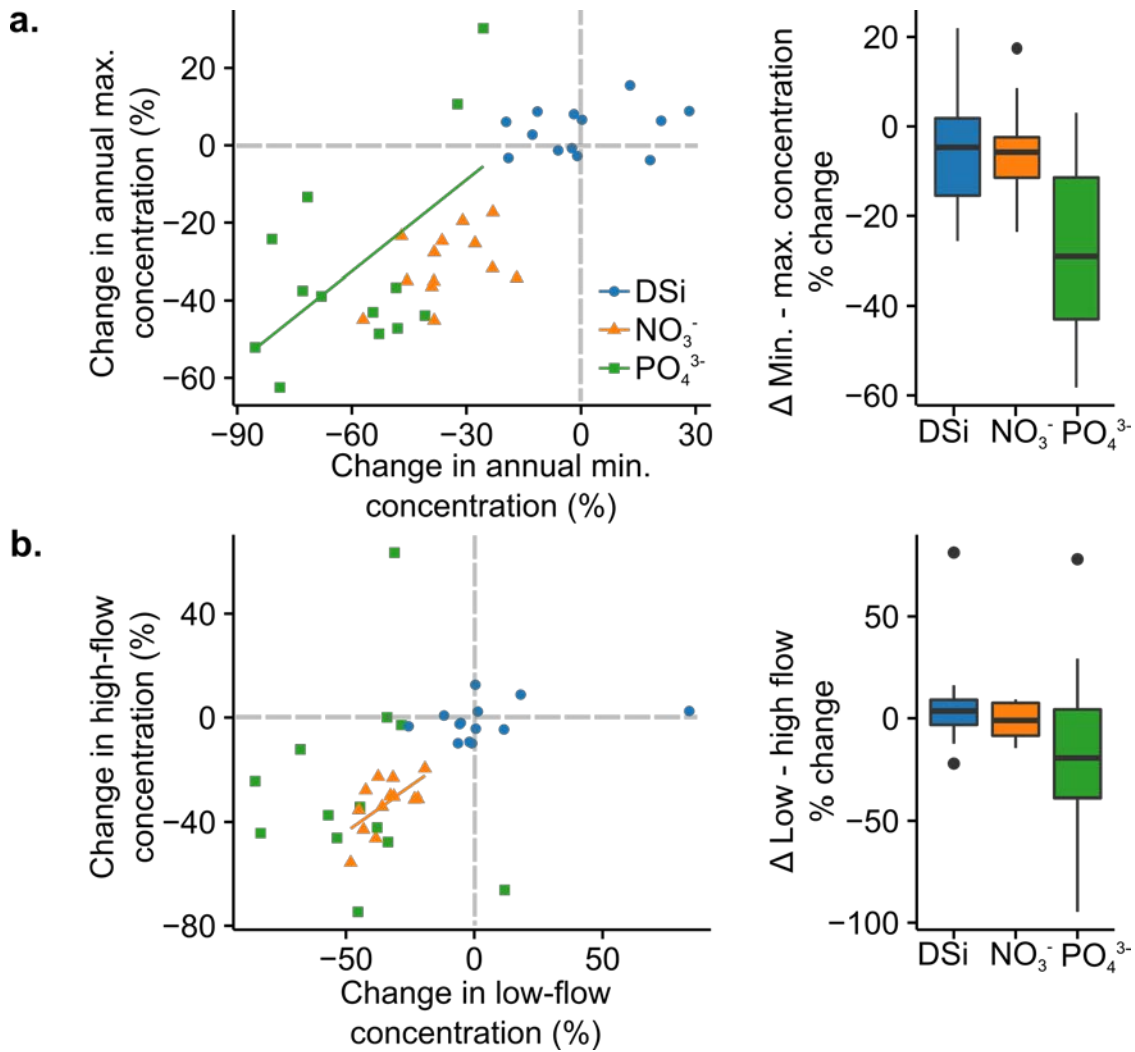 a.
Change in annual max.
concentration (%)
20
0
−20
−40
−60
−90
−60
−30
0
30
Change in annual min.
concentration (%)
DSi
NO₃⁻
PO₄³⁻
Δ Min. - max. concentration
% change
20
0
−20
−40
−60
DSi
NO₃⁻
PO₄³⁻
b.
Change in high-flow
concentration (%)
40
0
−40
−80
−50
0
50
Change in low-flow
concentration (%)
Δ Low - high flow
% change
50
0
−50
−100
DSi
NO₃⁻
PO₄³⁻